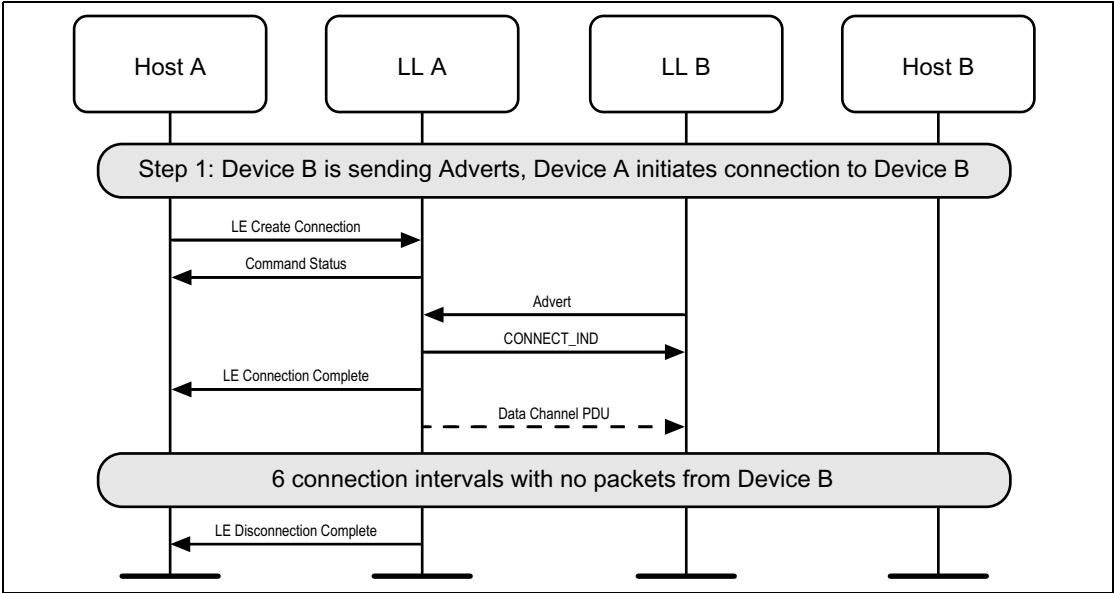 Host A
LL A
LL B
Host B
Step 1: Device B is sending Adverts, Device A initiates connection to Device B
LE Create Connection
Command Status
Advert
CONNECT_IND
LE Connection Complete
Data Channel PDU
6 connection intervals with no packets from Device B
LE Disconnection Complete